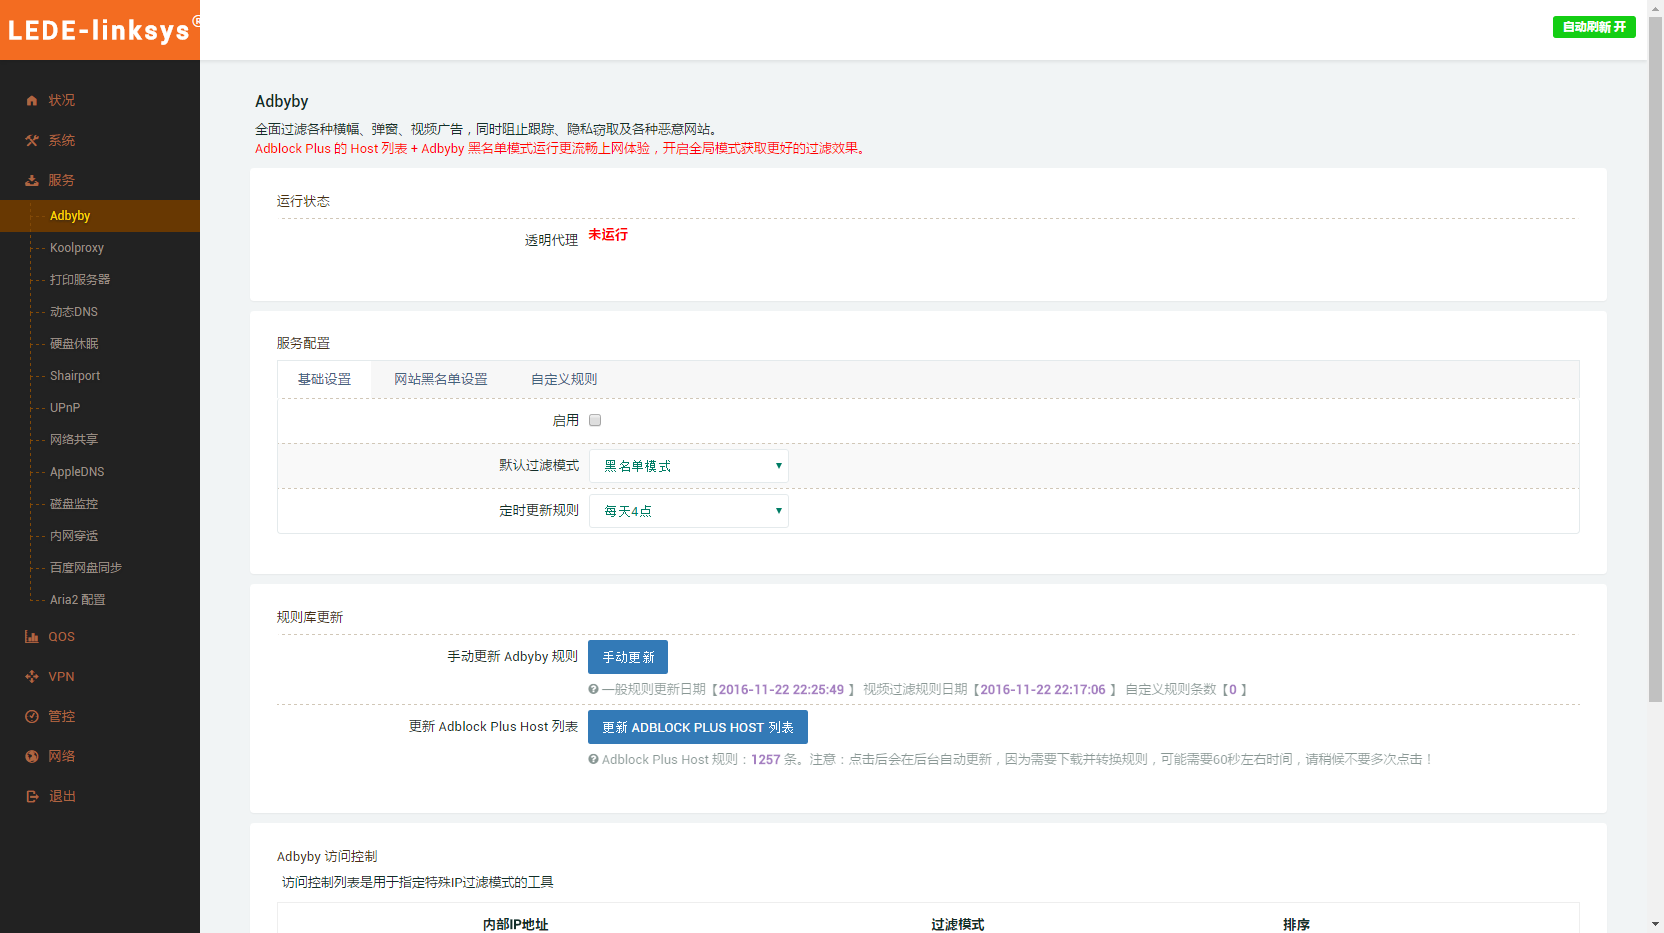 LEDE-linksys®
自动刷新 开
状况
系统
服务
Adbyby
Koolproxy
打印服务器
动态DNS
硬盘休眠
Shairport
UPnP
网络共享
AppleDNS
磁盘监控
内网穿透
百度网盘同步
Aria2 配置
QOS
VPN
管控
网络
退出
Adbyby
全面过滤各种横幅、弹窗、视频广告，同时阻止跟踪、隐私窃取及各种恶意网站。
Adblock Plus 的 Host 列表 + Adbyby 黑名单模式运行更流畅上网体验，开启全局模式获取更好的过滤效果。
运行状态
透明代理 未运行
服务配置
基础设置 网站黑名单设置 自定义规则
启用
默认过滤模式 黑名单模式
定时更新规则 每天4点
规则库更新
手动更新 Adbyby 规则 手动更新
一般规则更新日期【2016-11-22 22:25:49 】 视频过滤规则日期【2016-11-22 22:17:06 】 自定义规则条数【0 】
更新 Adblock Plus Host 列表 更新 ADBLOCK PLUS HOST 列表
Adblock Plus Host 规则：1257 条。注意：点击后会在后台自动更新，因为需要下载并转换规则，可能需要60秒左右时间，请稍候不要多次点击！
Adbyby 访问控制
访问控制列表是用于指定特殊IP过滤模式的工具
内部IP地址 过滤模式 排序